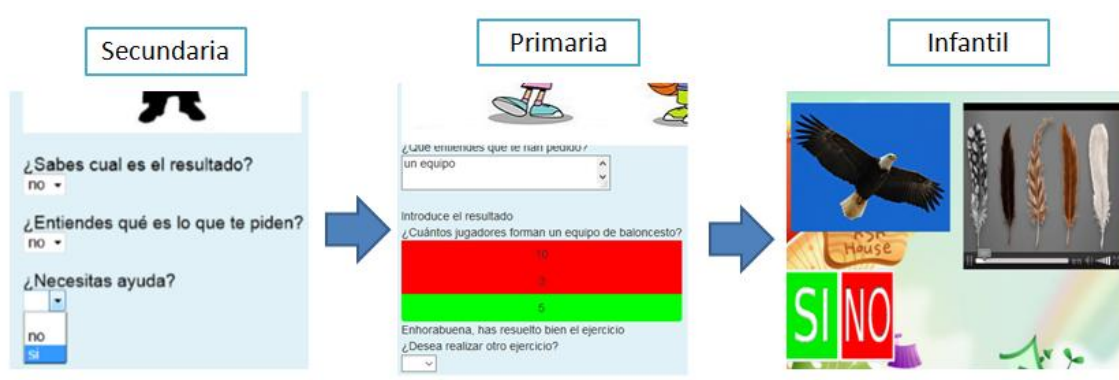 Secundaria
Primaria
Infantil
¿Sabes cual es el resultado?
no
¿Entiendes qué es lo que te piden?
no
¿Necesitas ayuda?
no
si
¿Qué entiendes que te han pedido?
un equipo
Introduce el resultado
¿Cuántos jugadores forman un equipo de baloncesto?
10
3
5
Enhorabuena, has resuelto bien el ejercicio
¿Desea realizar otro ejercicio?
House
SI NO